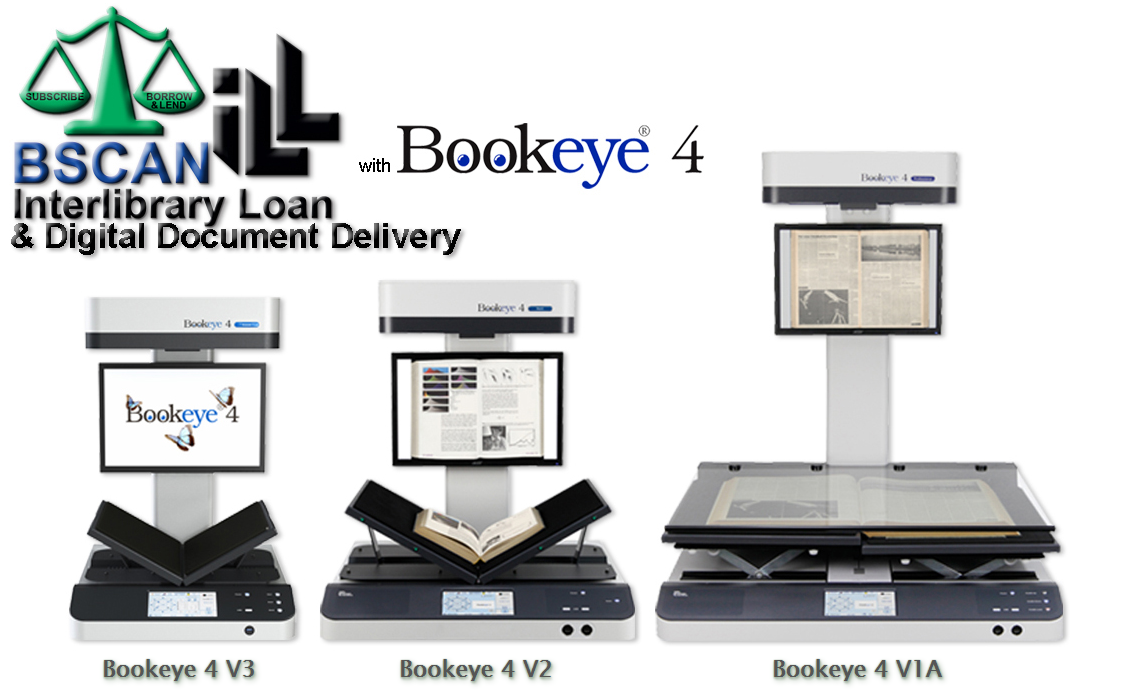 SUBSCRIBE
BORROW
& LEND
BSCAN ILL
Interlibrary Loan
& Digital Document Delivery
with Bookeye® 4
Bookeye 4
Bookeye 4
Bookeye 4
Bookeye® 4
Bookeye 4 V3
Bookeye 4 V2
Bookeye 4 V1A